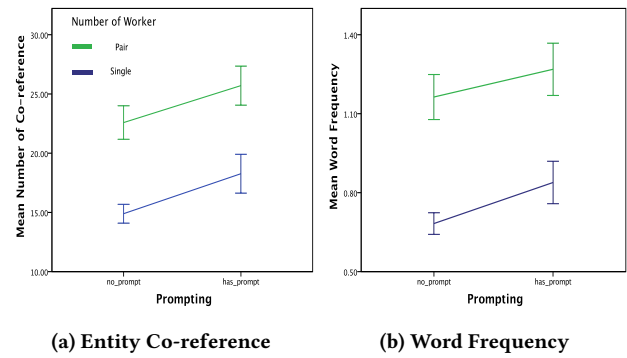 Number of Worker
Pair
Single
Mean Number of Co-reference
30.00
25.00
20.00
15.00
10.00
no_prompt has_prompt
Prompting
(a) Entity Co-reference
Mean Word Frequency
1.40
1.10
0.80
0.50
no_prompt has_prompt
Prompting
(b) Word Frequency